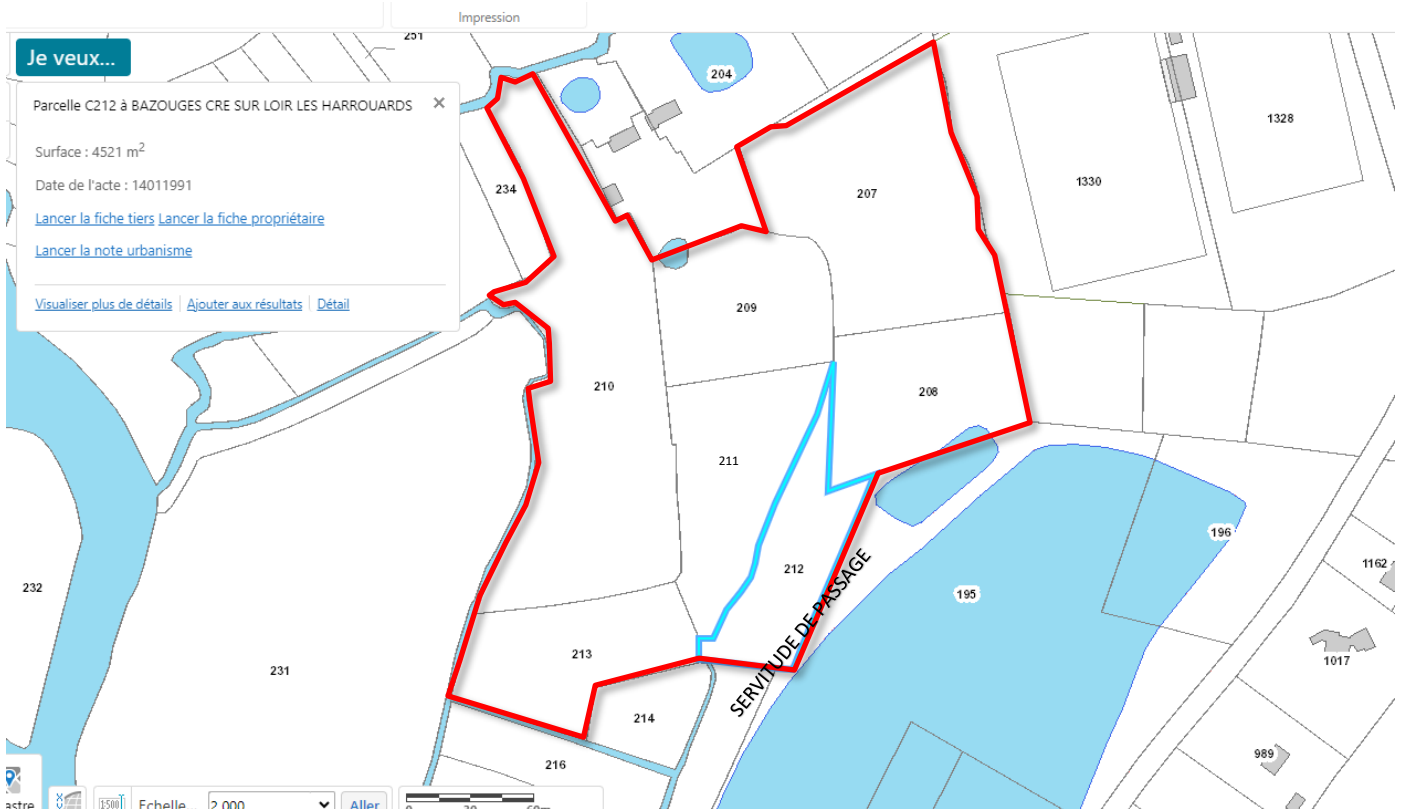 Impression
Je veux...
251
204
Parcelle C212 à BAZOUGES CRE SUR LOIR LES HARROUARDS ×
Surface : 4521 m²
Date de l'acte : 14011991
Lancer la fiche tiers Lancer la fiche propriétaire
Lancer la note urbanisme
Visualiser plus de détails | Ajouter aux résultats | Détail
234
207
1330
1328
209
210
208
211
196
212
1162
232
195
SERVITUDE DE PASSAGE
213
231
1017
214
216
989
astre
1:500
Echelle... 2 000 Aller